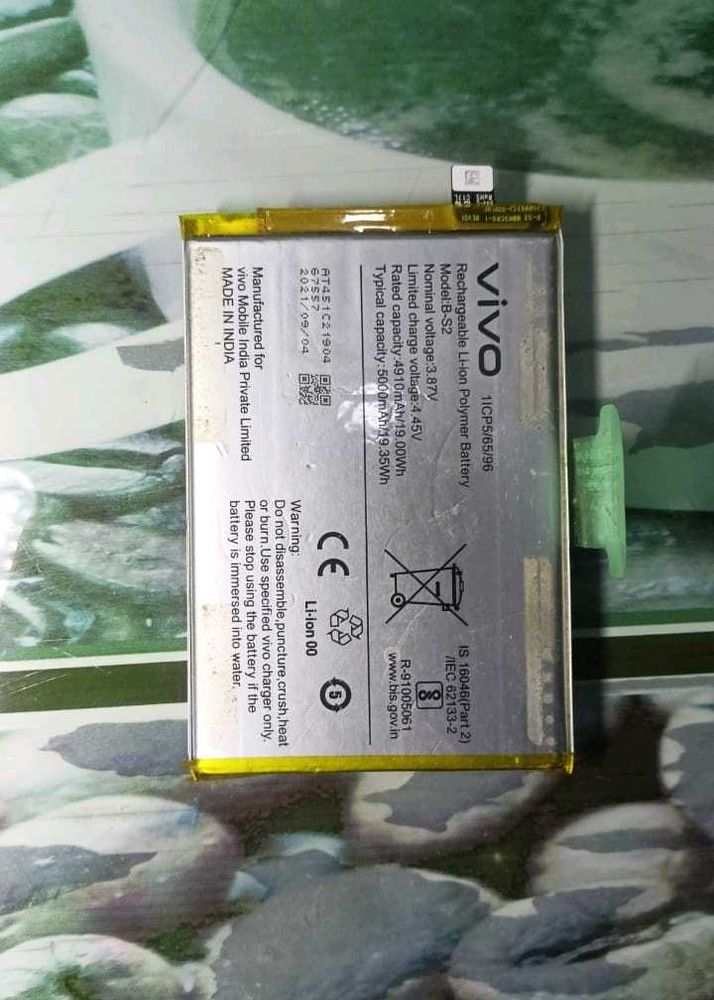 vivo 1ICP5/65/96
Rechargeable Li-ion Polymer Battery
Model:B-S2
Nominal voltage:3.87V
Limited charge voltage:4.45V
Rated capacity:4910mAh/19.00Wh
Typical capacity:5000mAh/19.35Wh
IS 16046(Part 2)
/IEC 62133-2
R-91005061
www.bis.gov.in
AT451C21904
67557
2021/09/04
Manufactured for
vivo Mobile India Private Limited
MADE IN INDIA
CE
Li-ion 00
5
Warning:
Do not disassemble,puncture,crush,heat
or burn.Use specified vivo charger only.
Please stop using the battery if the
battery is immersed into water.